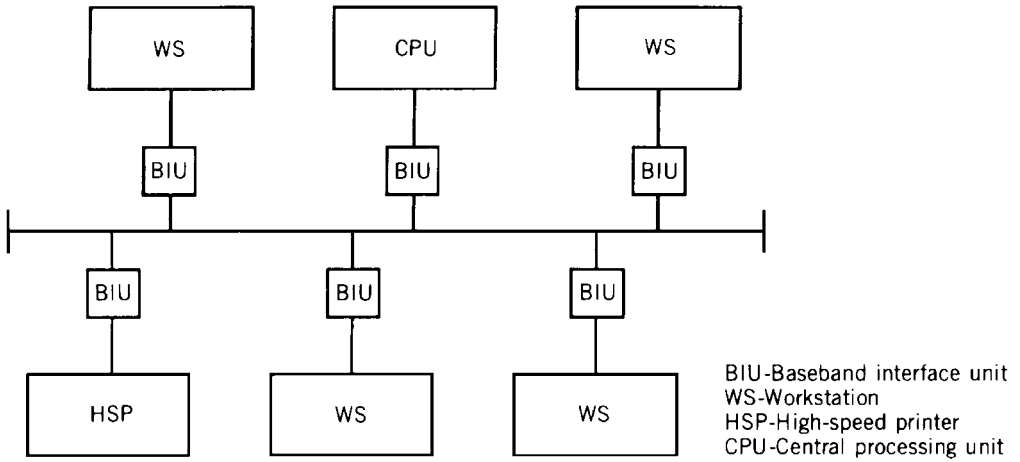 WS
CPU
WS
BIU
BIU
BIU
BIU
BIU
BIU
HSP
WS
WS
BIU-Baseband interface unit
WS-Workstation
HSP-High-speed printer
CPU-Central processing unit